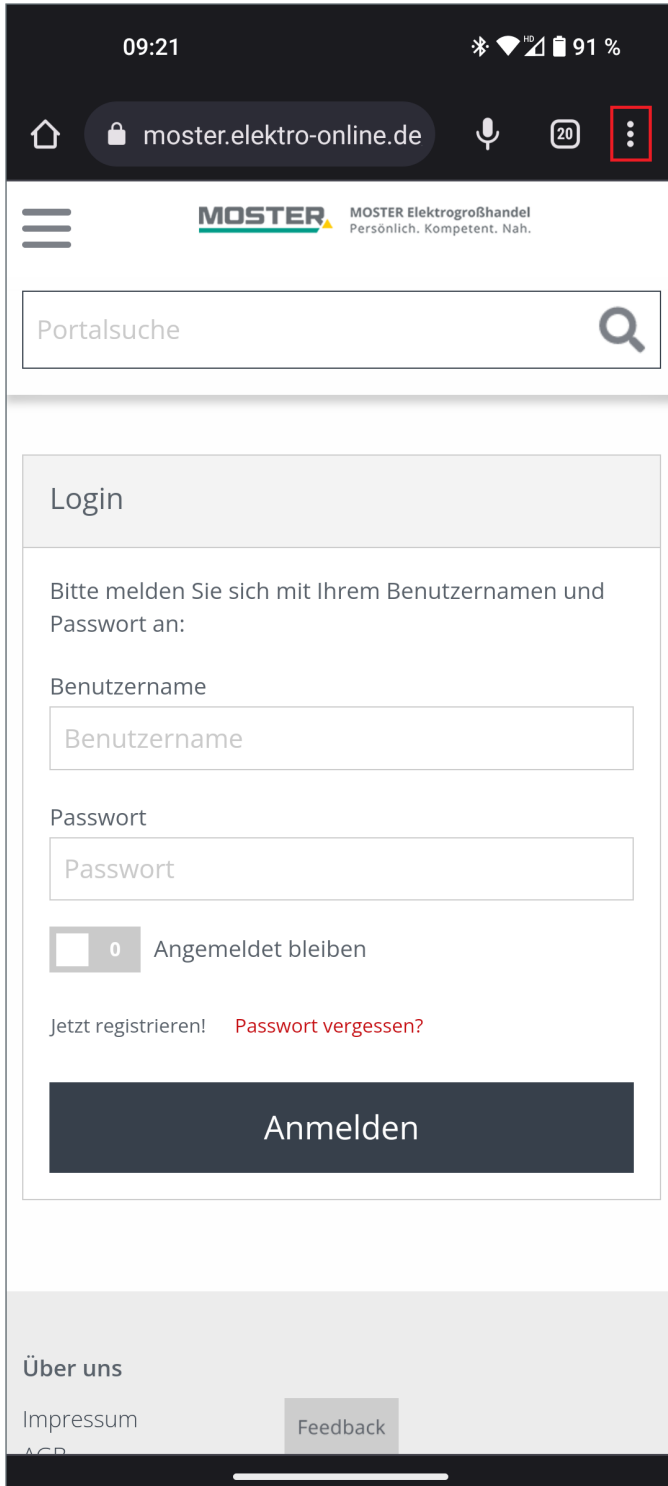 09:21
HD 91 %
moster.elektro-online.de
20
MOSTER
MOSTER Elektrogroßhandel
Persönlich. Kompetent. Nah.
Portalsuche
Login
Bitte melden Sie sich mit Ihrem Benutzernamen und
Passwort an:
Benutzername
Benutzername
Passwort
Passwort
0 Angemeldet bleiben
Jetzt registrieren! Passwort vergessen?
Anmelden
Über uns
Impressum
Feedback
AGB